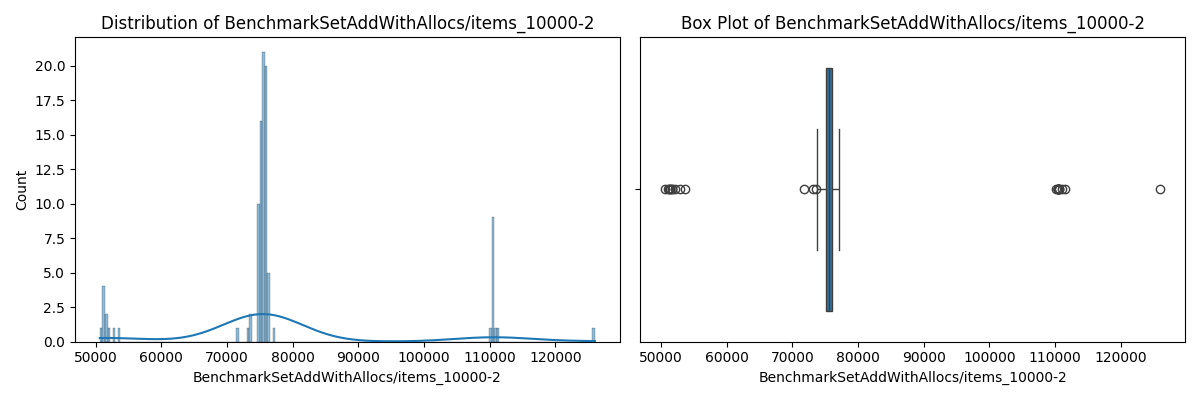 Distribution of BenchmarkSetAddWithAllocs/items_10000-2
20.0
17.5
15.0
12.5
10.0
7.5
5.0
2.5
0.0
Count
50000 60000 70000 80000 90000 100000 110000 120000
BenchmarkSetAddWithAllocs/items_10000-2
Box Plot of BenchmarkSetAddWithAllocs/items_10000-2
50000 60000 70000 80000 90000 100000 110000 120000
BenchmarkSetAddWithAllocs/items_10000-2